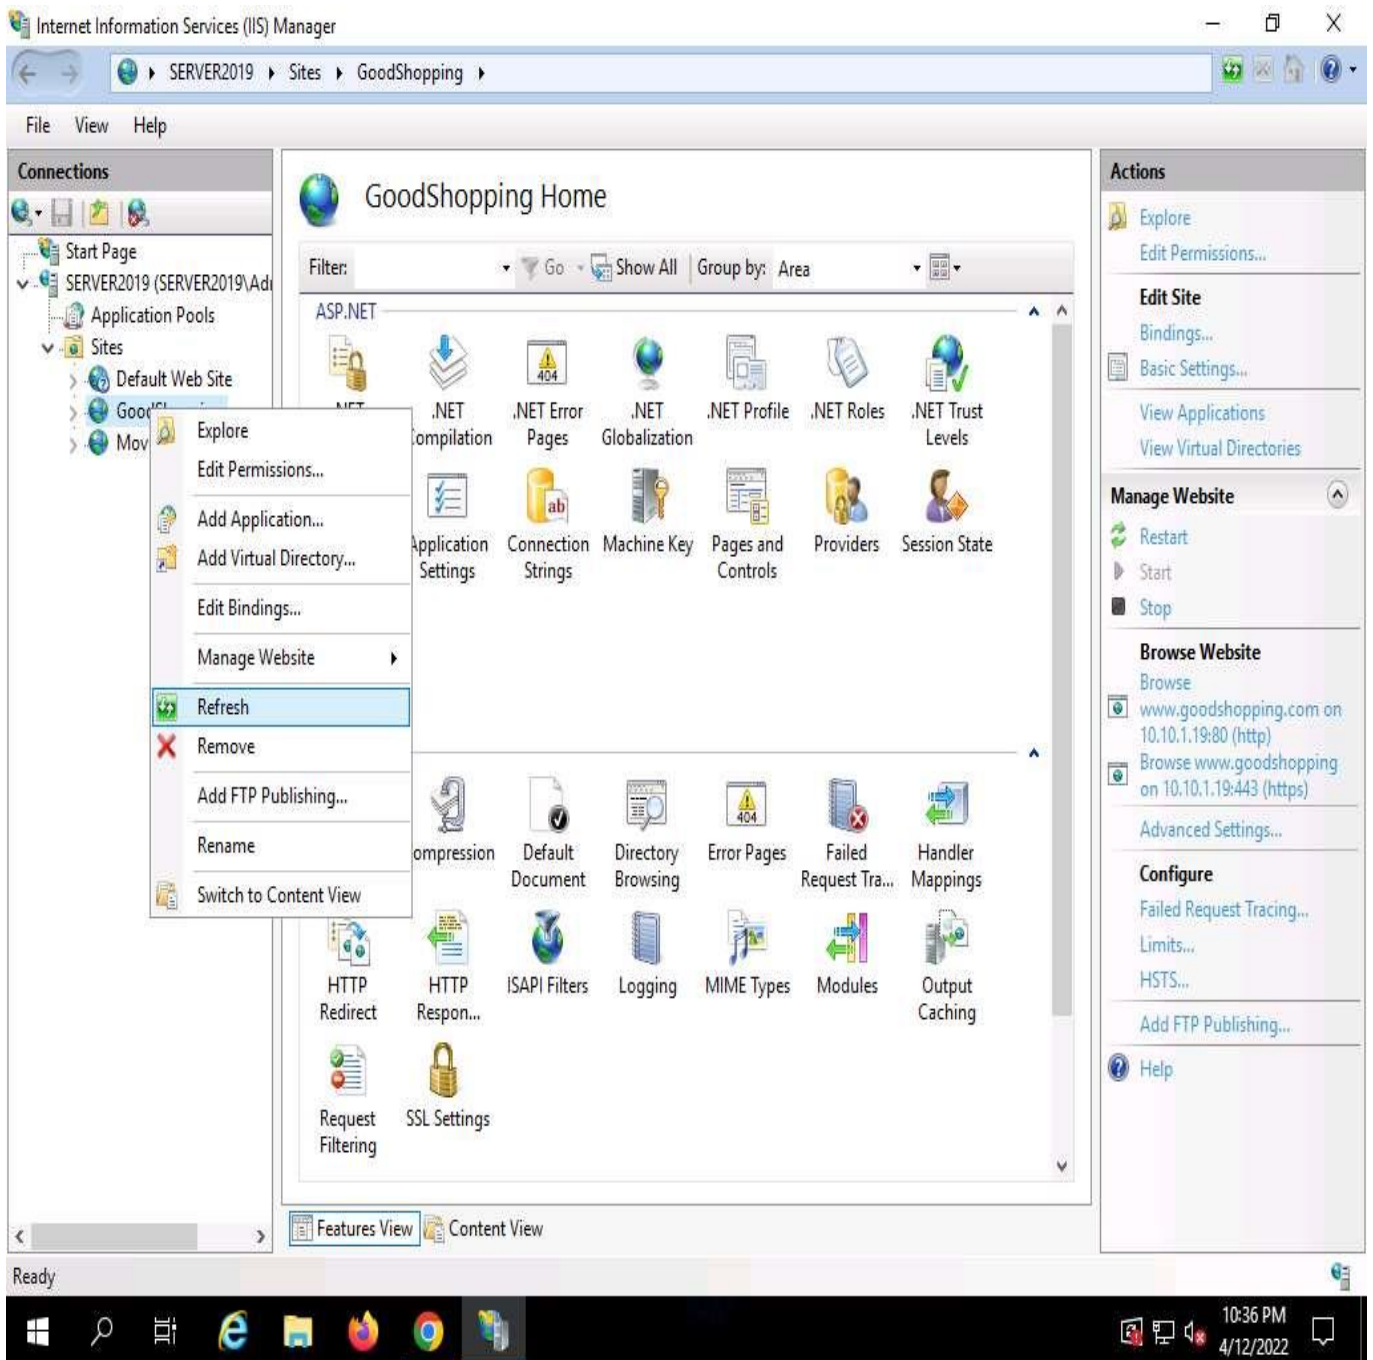 Internet Information Services (IIS) Manager
SERVER2019 Sites GoodShopping
File View Help
Connections
Start Page
SERVER2019 (SERVER2019\Ad
Application Pools
Sites
Default Web Site
Mov
Explore
Edit Permissions...
Add Application...
Add Virtual Directory...
Edit Bindings...
Manage Website
Refresh
Remove
Add FTP Publishing...
Rename
Switch to Content View
GoodShopping Home
Filter: Go Show All Group by: Area
ASP.NET
.NET
Compilation
.NET Error
Pages
.NET
Globalization
.NET Profile
.NET Roles
.NET Trust
Levels
Application
Settings
Connection
Strings
Machine Key
Pages and
Controls
Providers
Session State
ompression
Default
Document
Directory
Browsing
Error Pages
Failed
Request Tra...
Handler
Mappings
HTTP
Redirect
HTTP
Respon...
ISAPI Filters
Logging
MIME Types
Modules
Output
Caching
Request
Filtering
SSL Settings
Features View Content View
Actions
Explore
Edit Permissions...
Edit Site
Bindings...
Basic Settings...
View Applications
View Virtual Directories
Manage Website
Restart
Start
Stop
Browse Website
Browse
www.goodshopping.com on
10.10.1.19:80 (http)
Browse www.goodshopping
on 10.10.1.19:443 (https)
Advanced Settings...
Configure
Failed Request Tracing...
Limits...
HSTS...
Add FTP Publishing...
Help
Ready
10:36 PM
4/12/2022